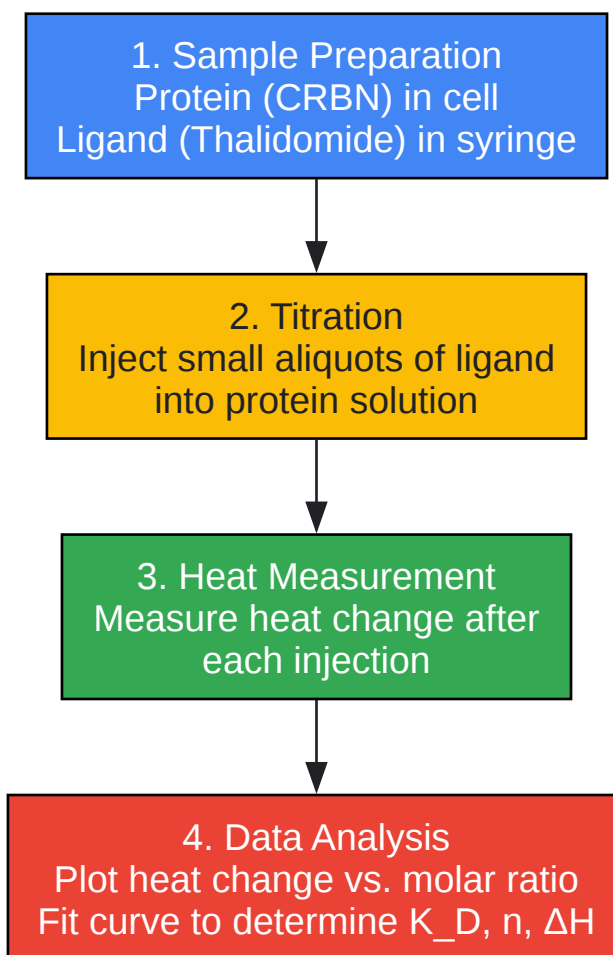 1. Sample Preparation
Protein (CRBN) in cell
Ligand (Thalidomide) in syringe
2. Titration
Inject small aliquots of ligand
into protein solution
3. Heat Measurement
Measure heat change after
each injection
4. Data Analysis
Plot heat change vs. molar ratio
Fit curve to determine K_D, n, ΔH